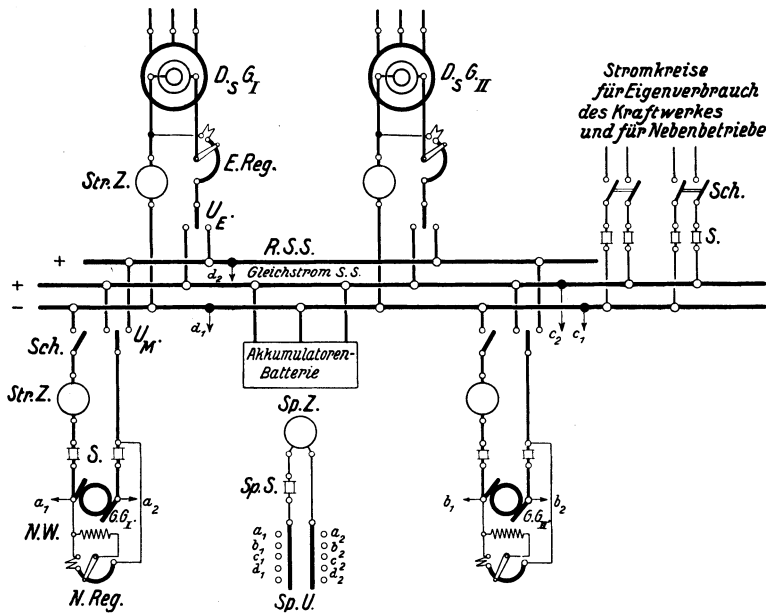 D.S G.I
D.S G.II
Stromkreise
für Eigenverbrauch
des Kraftwerkes
und für Nebenbetriebe
E.Reg.
Str.Z.
Sch.
U.E.
S.
R.S.S.
+
d2
Gleichstrom S.S.
+
−
d1
c2
c1
Sch.
U.M.
Akkumulatoren-
Batterie
Str.Z.
Sp.Z.
S.
Sp.S.
a1
a2
G.G.I.
b1
b2
G.G.II.
N.W.
a1 a2
b1 b2
c1 c2
d1 d2
N.Reg.
Sp.U.